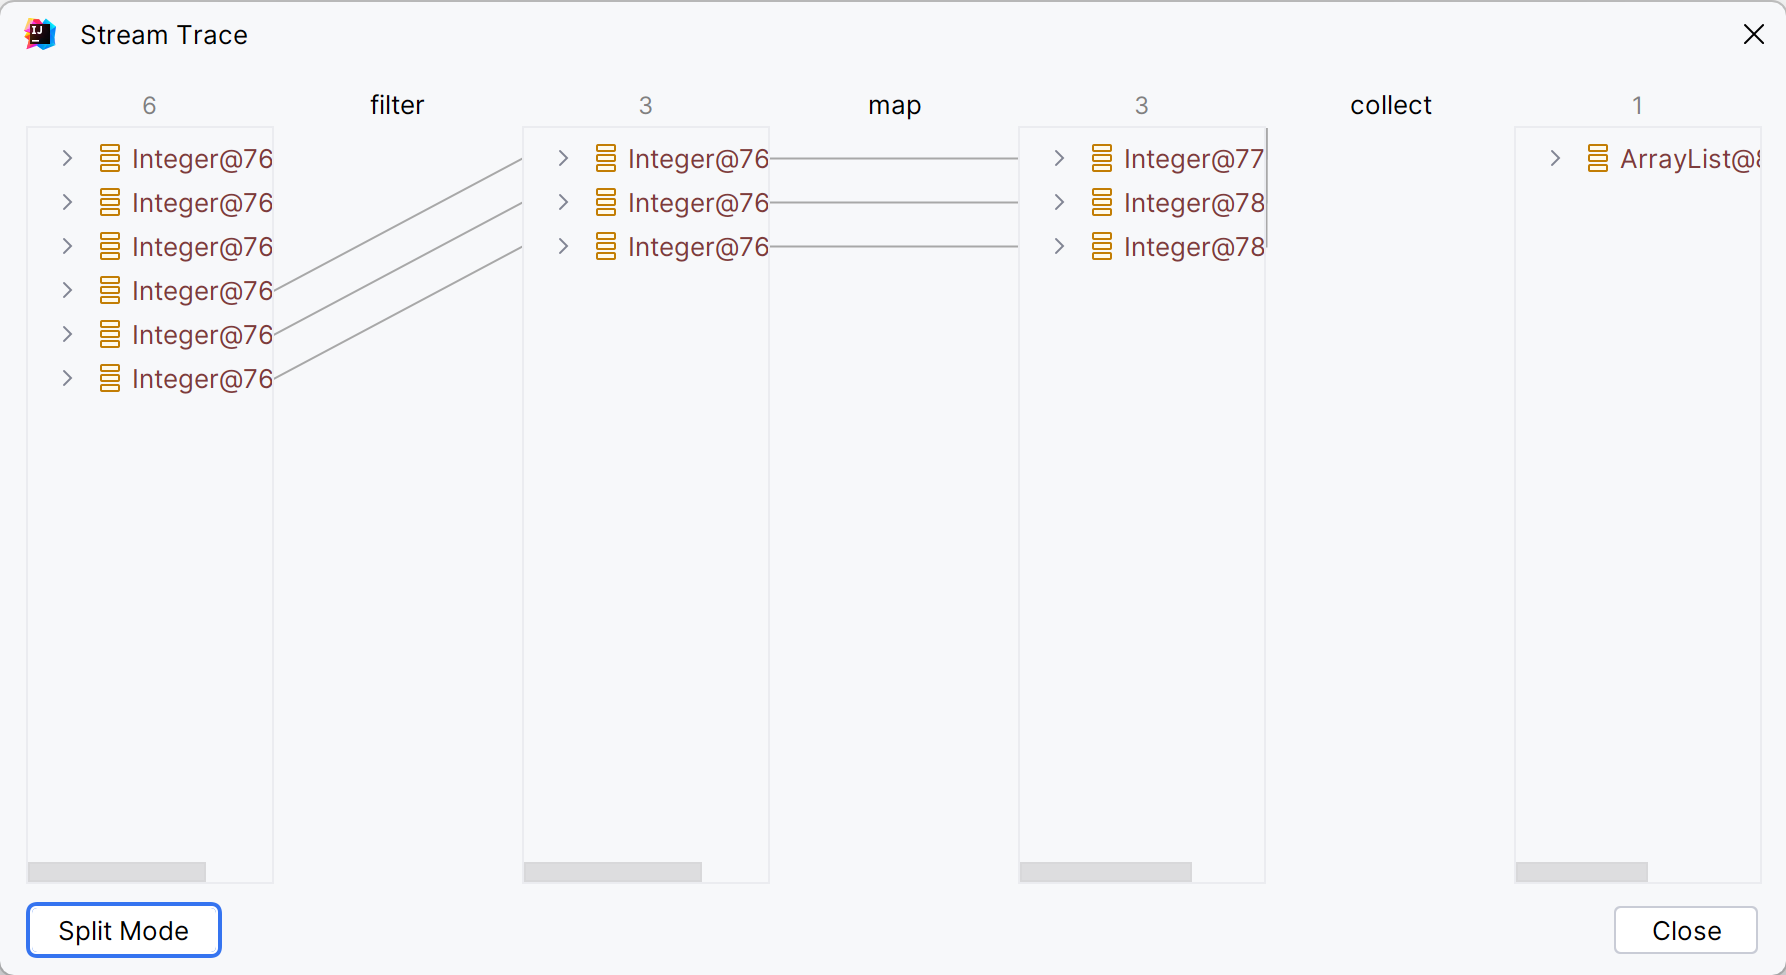 Stream Trace
6 filter 3 map 3 collect 1
Integer@76 Integer@76 Integer@77 ArrayList@
Integer@76 Integer@76 Integer@78
Integer@76 Integer@76 Integer@78
Integer@76
Integer@76
Integer@76
Split Mode Close